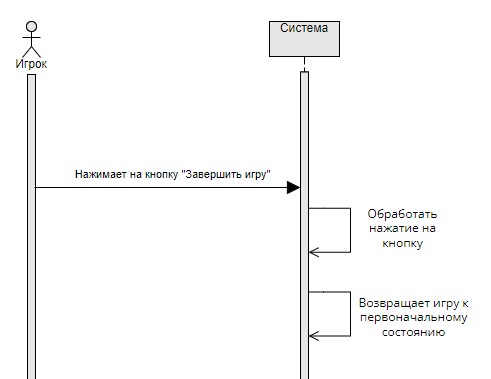 Система
Игрок
Нажимает на кнопку "Завершить игру"
Обработать
нажатие на
кнопку
Возвращает игру к
первоначальному
состоянию